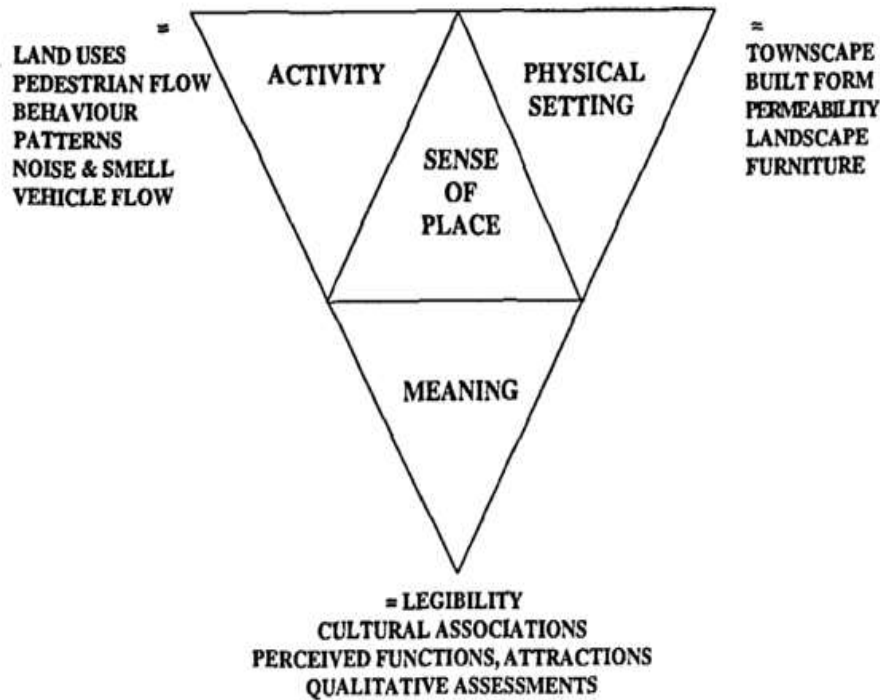 =
LAND USES
PEDESTRIAN FLOW
BEHAVIOUR
PATTERNS
NOISE & SMELL
VEHICLE FLOW
ACTIVITY
PHYSICAL
SETTING
SENSE
OF
PLACE
MEANING
=
TOWNSCAPE
BUILT FORM
PERMEABILITY
LANDSCAPE
FURNITURE
= LEGIBILITY
CULTURAL ASSOCIATIONS
PERCEIVED FUNCTIONS, ATTRACTIONS
QUALITATIVE ASSESSMENTS